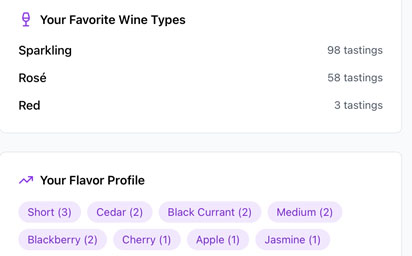 Your Favorite Wine Types
Sparkling 98 tastings
Rosé 58 tastings
Red 3 tastings
Your Flavor Profile
Short (3) Cedar (2) Black Currant (2) Medium (2)
Blackberry (2) Cherry (1) Apple (1) Jasmine (1)